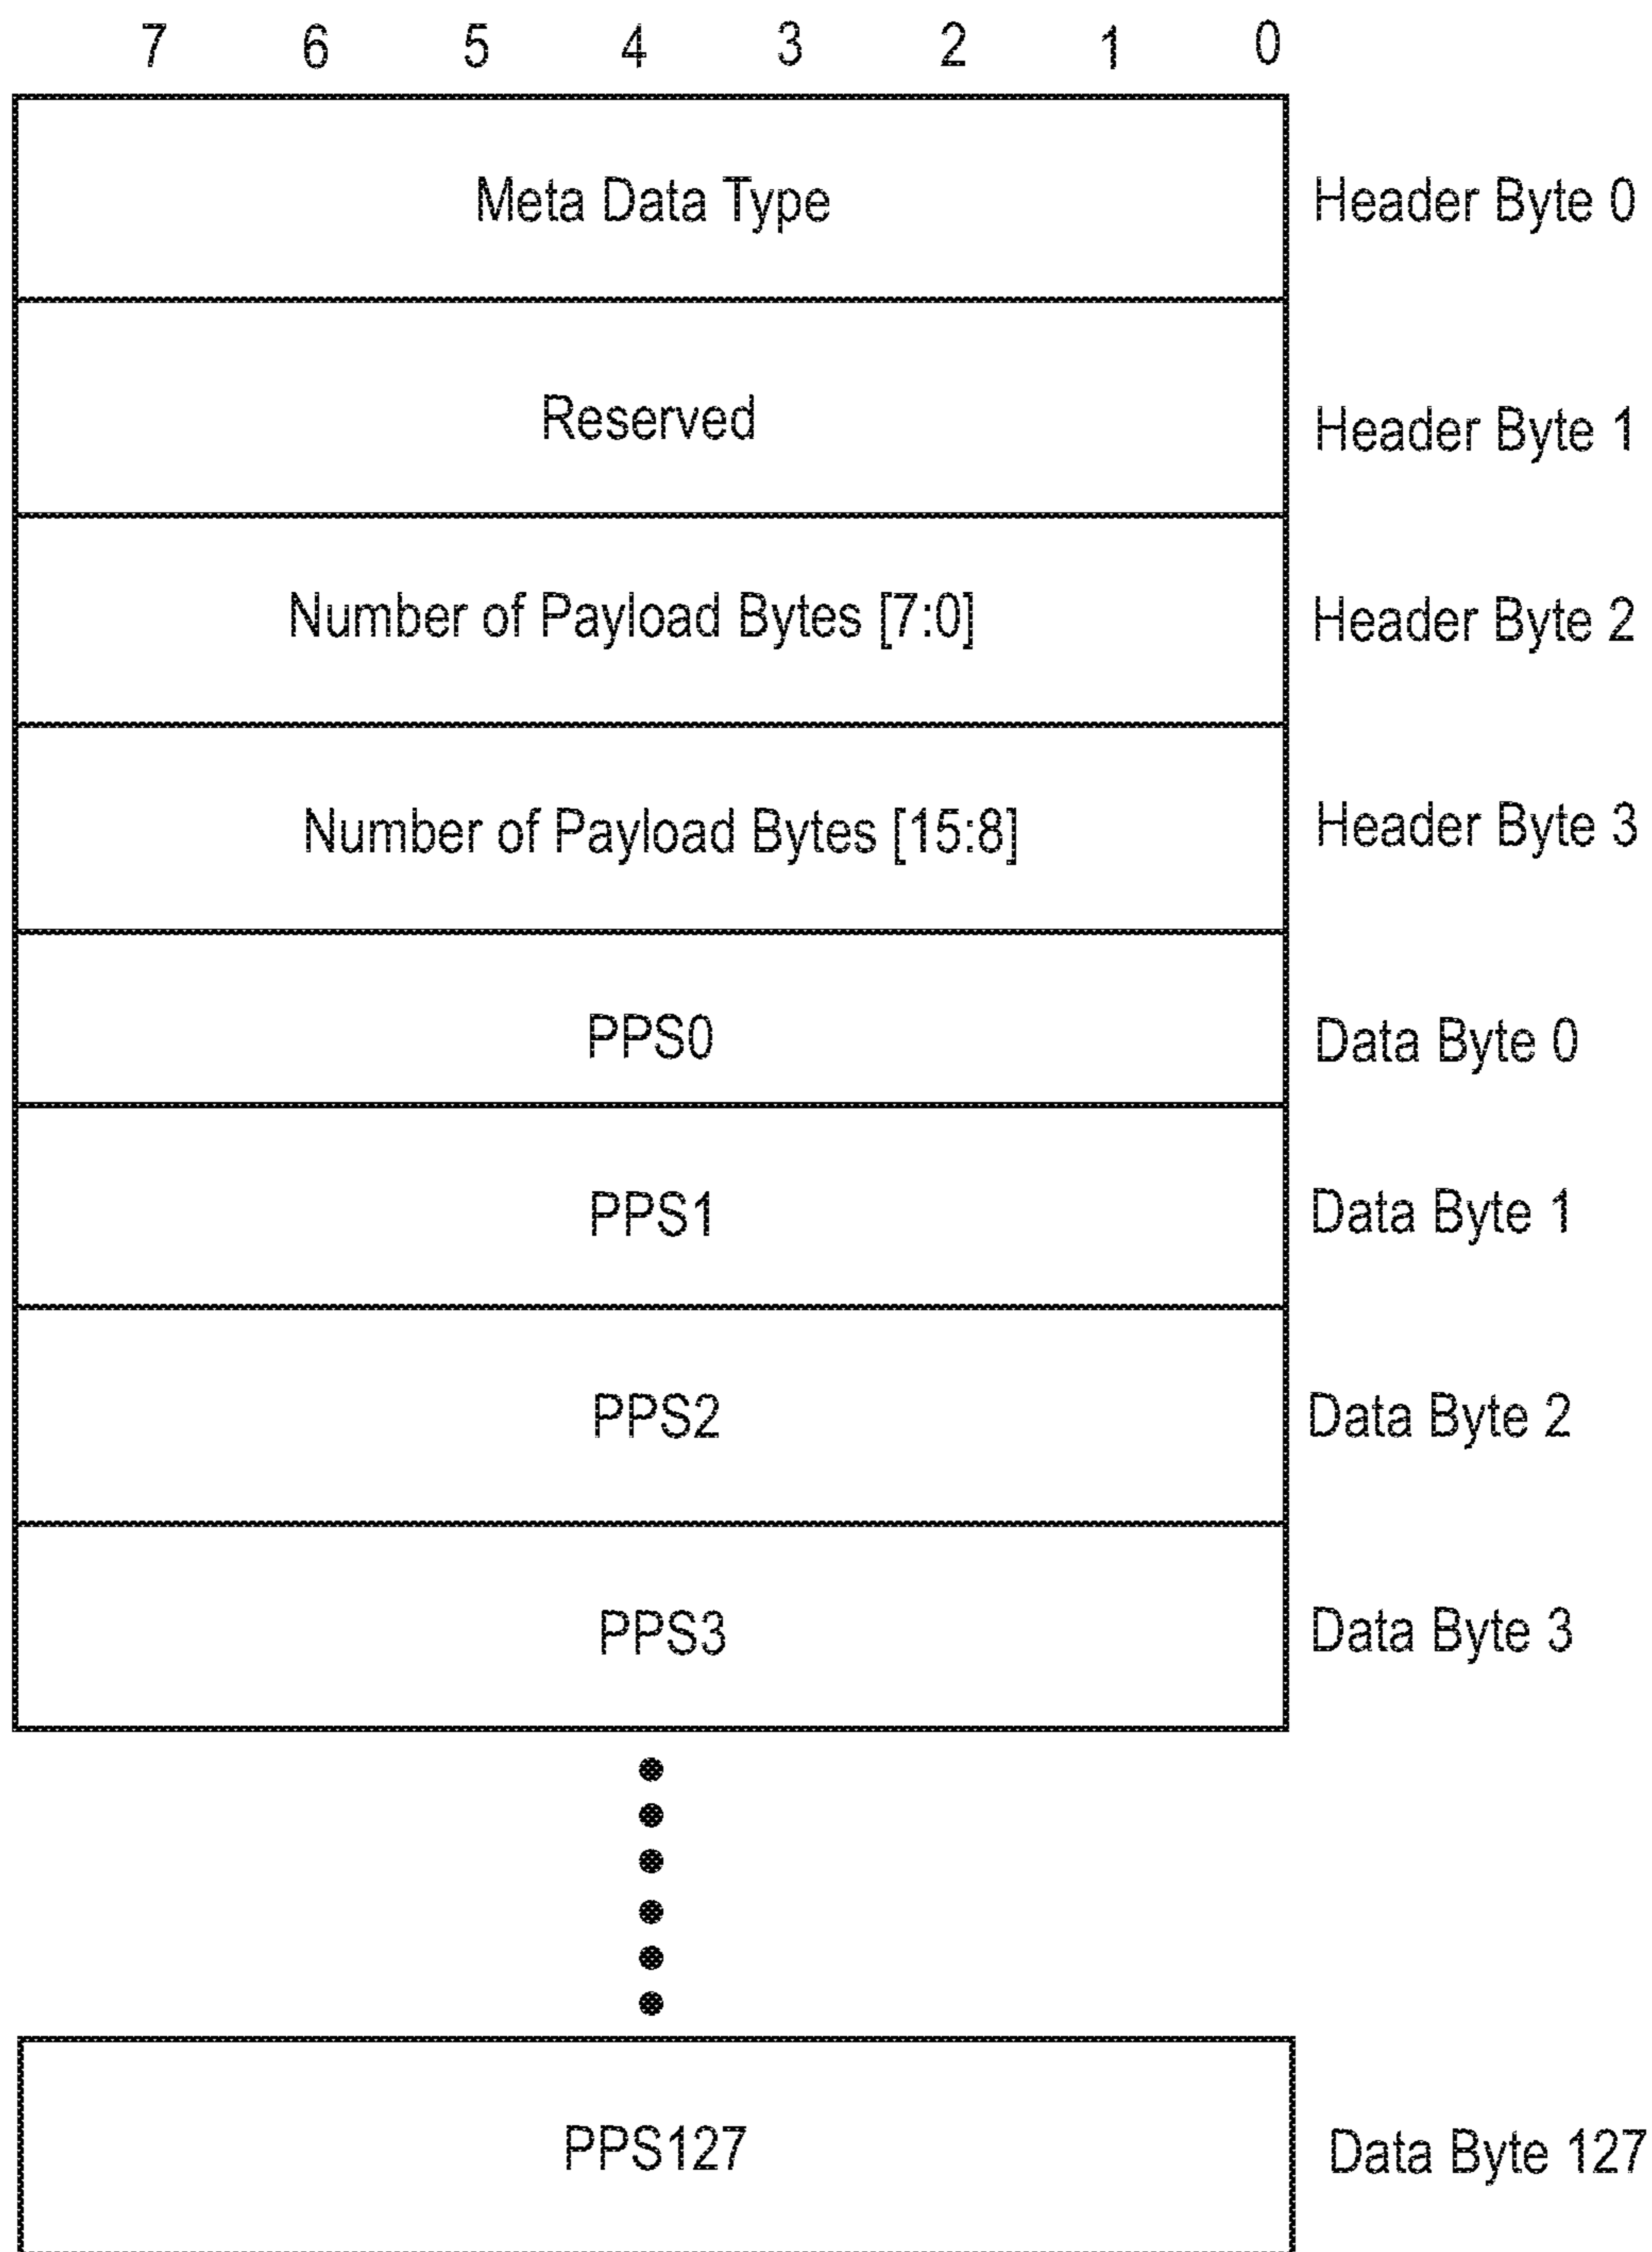 7 6 5 4 3 2 1 0
Meta Data Type Header Byte 0
Reserved Header Byte 1
Number of Payload Bytes [7:0] Header Byte 2
Number of Payload Bytes [15:8] Header Byte 3
PPS0 Data Byte 0
PPS1 Data Byte 1
PPS2 Data Byte 2
PPS3 Data Byte 3
PPS127 Data Byte 127